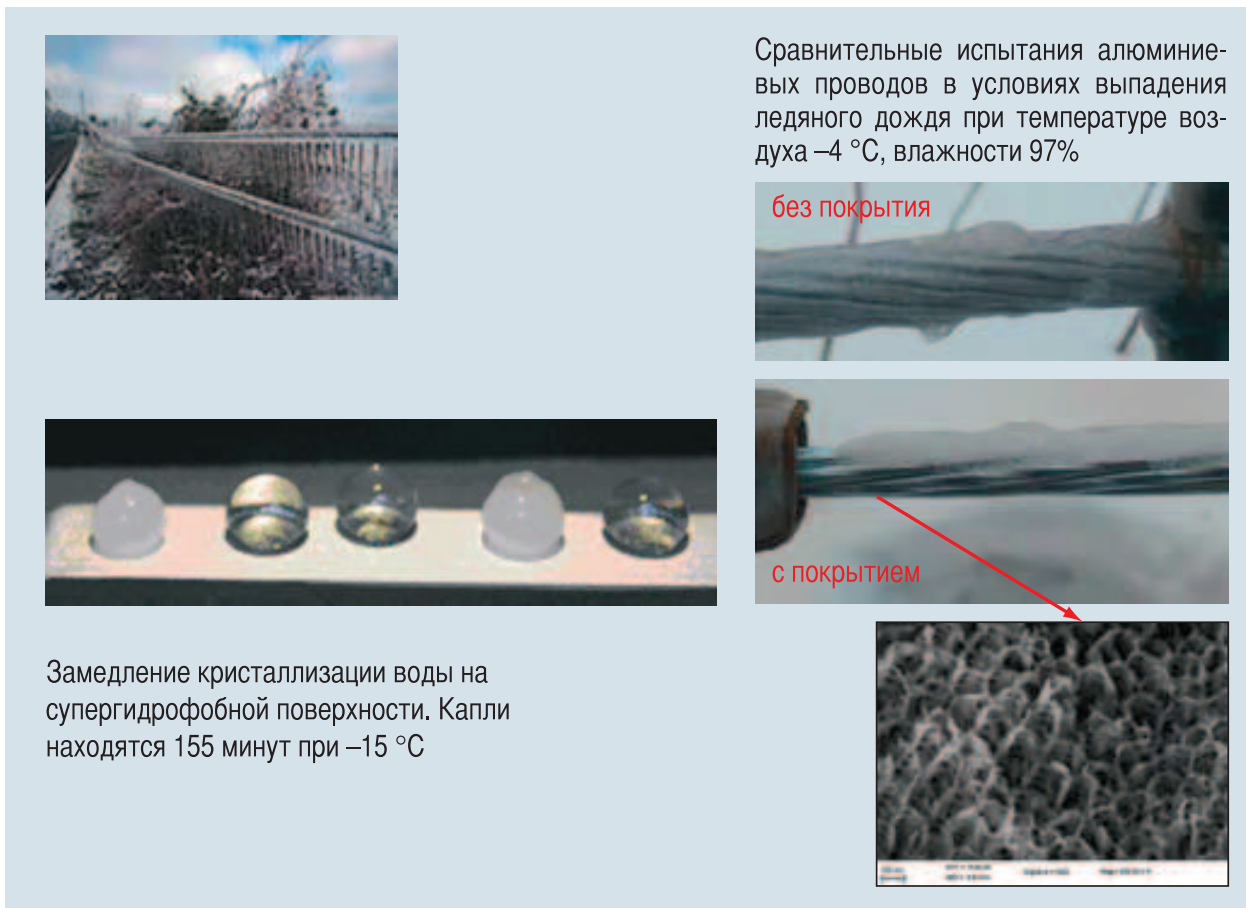 Сравнительные испытания алюминие-
вых проводов в условиях выпадения
ледяного дождя при температуре воз-
духа –4 °С, влажности 97%
без покрытия
с покрытием
Замедление кристаллизации воды на
супергидрофобной поверхности. Капли
находятся 155 минут при –15 °С